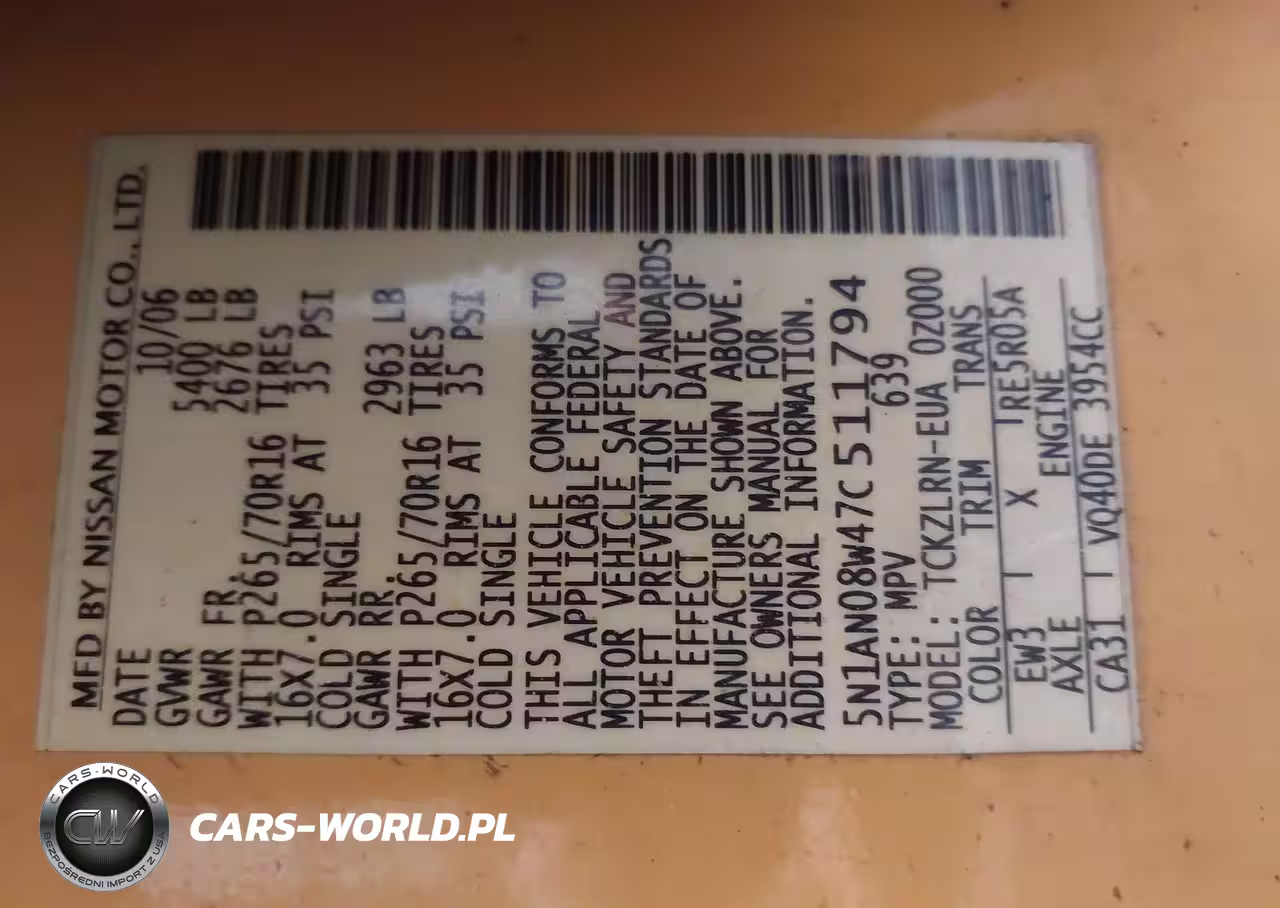 MFD BY NISSAN MOTOR CO., LTD.
DATE 10/06
GVWR 5400 LB
GAWR FR. 2676 LB
WITH P265/70R16 TIRES
16X7.0 RIMS AT 35 PSI
COLD SINGLE
GAWR RR. 2963 LB
WITH P265/70R16 TIRES
16X7.0 RIMS AT 35 PSI
COLD SINGLE
THIS VEHICLE CONFORMS TO
ALL APPLICABLE FEDERAL
MOTOR VEHICLE SAFETY AND
THEFT PREVENTION STANDARDS
IN EFFECT ON THE DATE OF
MANUFACTURE SHOWN ABOVE.
SEE OWNERS MANUAL FOR
ADDITIONAL INFORMATION.
5N1AN08W47C511794
TYPE: MPV 639
MODEL: TCKZLRN-EUA 0Z000
COLOR TRIM TRANS
EW3 X RE5R05A
AXLE ENGINE
CA31 VQ40DE 3954CC
CARS-WORLD
CW
BEZPOŚREDNI IMPORT Z USA
CARS-WORLD.PL